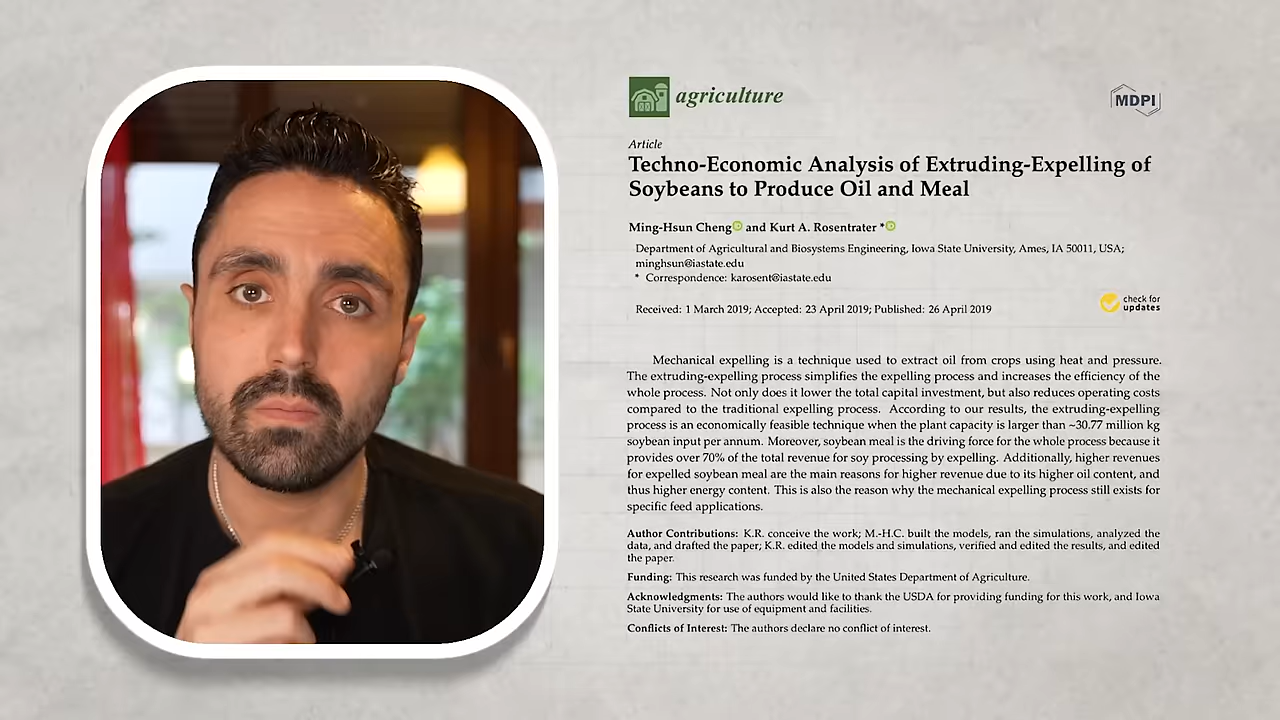 agriculture
MDPI
Article
Techno-Economic Analysis of Extruding-Expelling of
Soybeans to Produce Oil and Meal
Ming-Hsun Cheng and Kurt A. Rosentrater *
Department of Agricultural and Biosystems Engineering, Iowa State University, Ames, IA 50011, USA;
minghsun@iastate.edu
* Correspondence: karosent@iastate.edu
Received: 1 March 2019; Accepted: 23 April 2019; Published: 26 April 2019
check for
updates
Mechanical expelling is a technique used to extract oil from crops using heat and pressure.
The extruding-expelling process simplifies the expelling process and increases the efficiency of the
whole process. Not only does it lower the total capital investment, but also reduces operating costs
compared to the traditional expelling process. According to our results, the extruding-expelling
process is an economically feasible technique when the plant capacity is larger than ~30.77 million kg
soybean input per annum. Moreover, soybean meal is the driving force for the whole process because it
provides over 70% of the total revenue for soy processing by expelling. Additionally, higher revenues
for expelled soybean meal are the main reasons for higher revenue due to its higher oil content, and
thus higher energy content. This is also the reason why the mechanical expelling process still exists for
specific feed applications.
Author Contributions: K.R. conceive the work; M.-H.C. built the models, ran the simulations, analyzed the
data, and drafted the paper; K.R. edited the models and simulations, verified and edited the results, and edited
the paper.
Funding: This research was funded by the United States Department of Agriculture.
Acknowledgments: The authors would like to thank the USDA for providing funding for this work, and Iowa
State University for use of equipment and facilities.
Conflicts of Interest: The authors declare no conflict of interest.